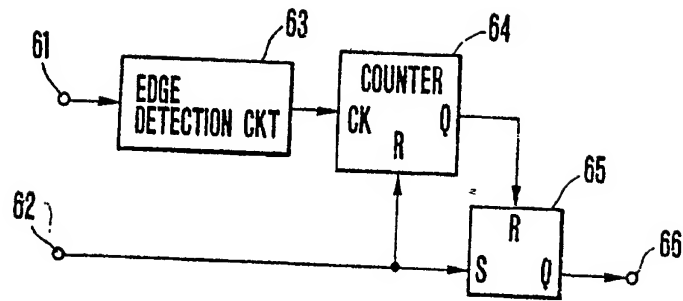 61
63
64
EDGE
DETECTION CKT
COUNTER
CK Q
R
62
65
R
S Q
66